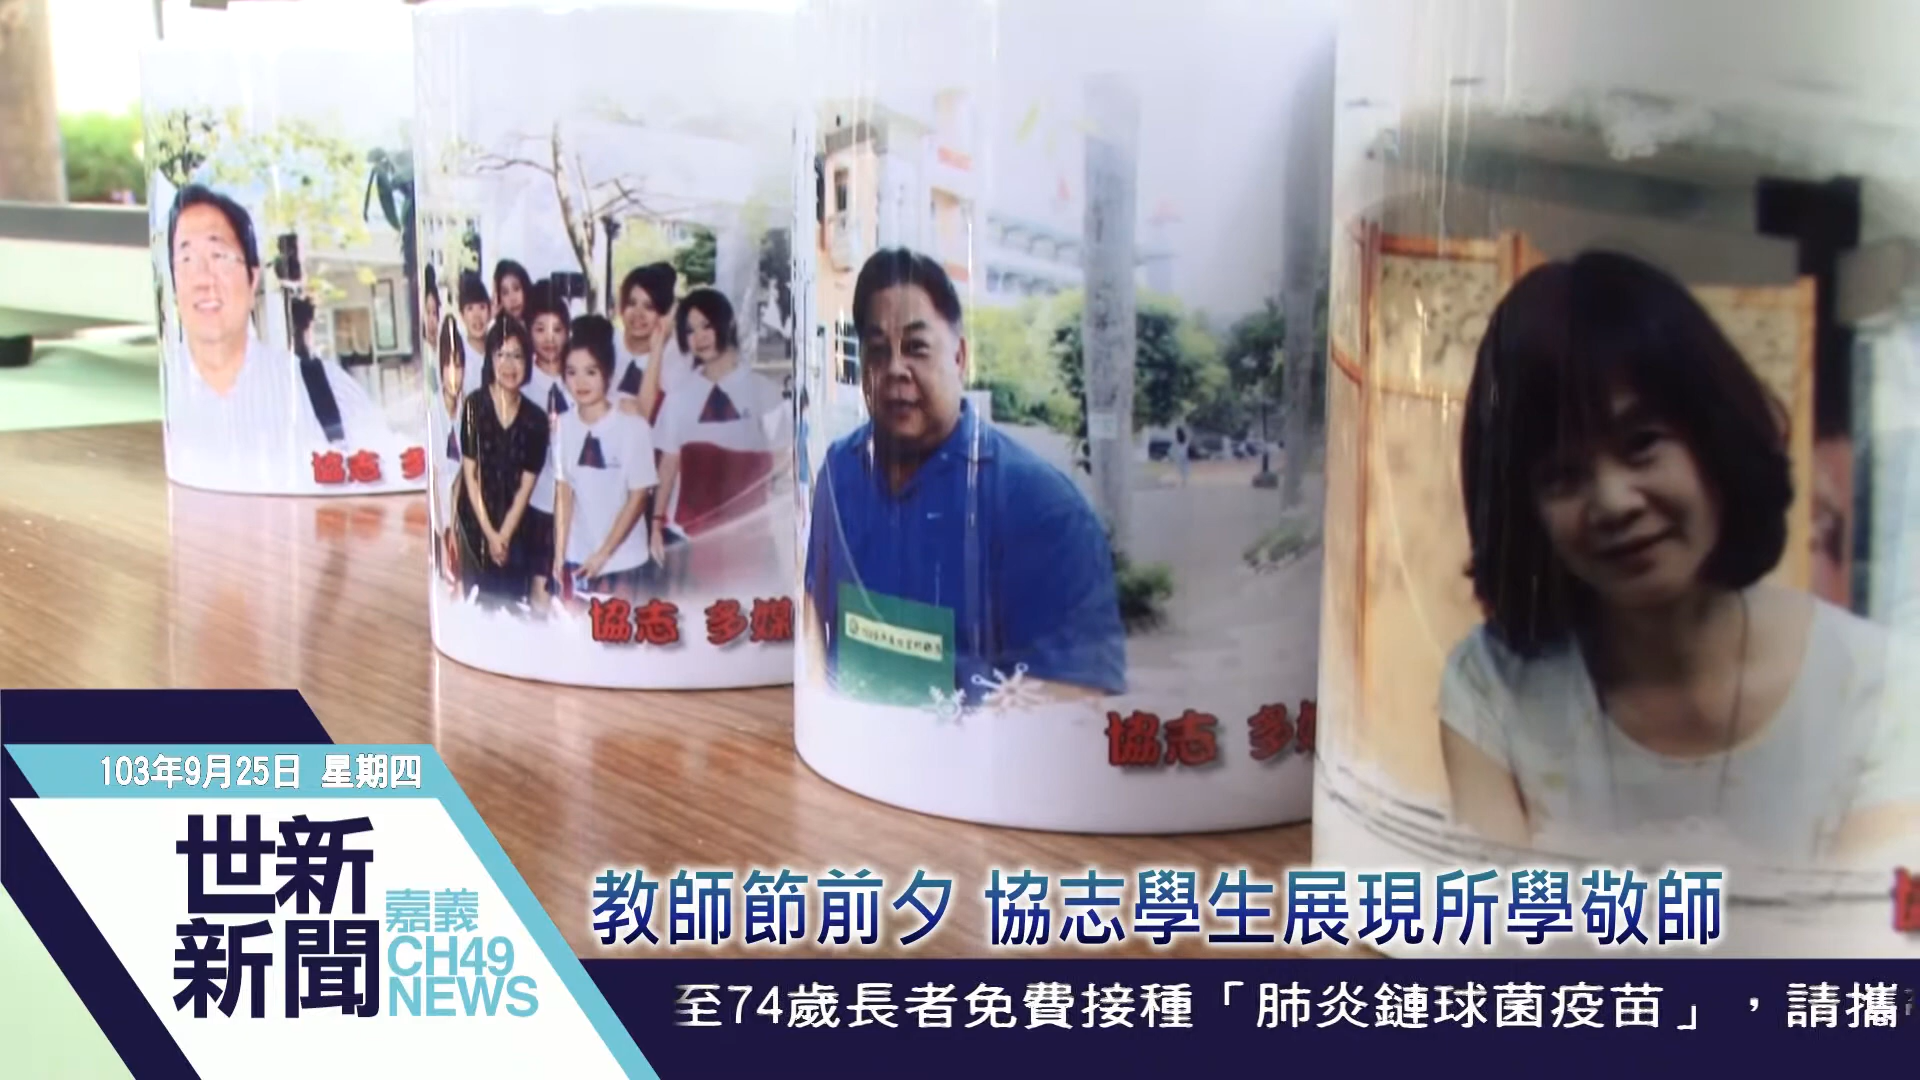 協志 多
協志 多媒
協志 多媒
103年9月25日 星期四
世新
新聞
嘉義
CH49
NEWS
教師節前夕 協志學生展現所學敬師
至74歲長者免費接種「肺炎鏈球菌疫苗」，請攜